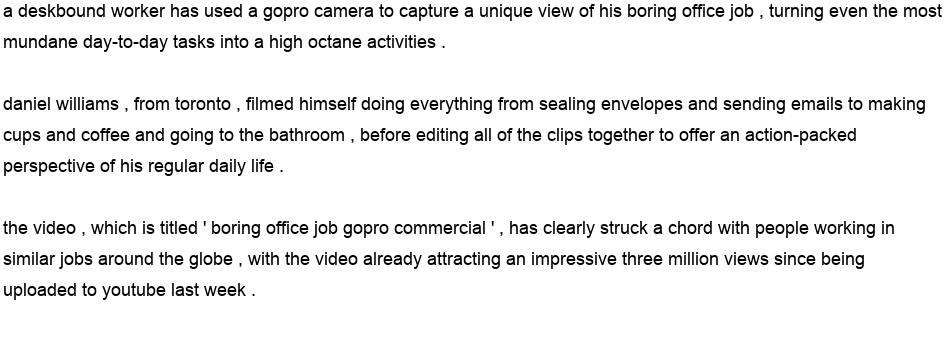 a deskbound worker has used a gopro camera to capture a unique view of his boring office job , turning even the most
mundane day-to-day tasks into a high octane activities .
daniel williams , from toronto , filmed himself doing everything from sealing envelopes and sending emails to making
cups and coffee and going to the bathroom , before editing all of the clips together to offer an action-packed
perspective of his regular daily life .
the video , which is titled ' boring office job gopro commercial ' , has clearly struck a chord with people working in
similar jobs around the globe , with the video already attracting an impressive three million views since being
uploaded to youtube last week .